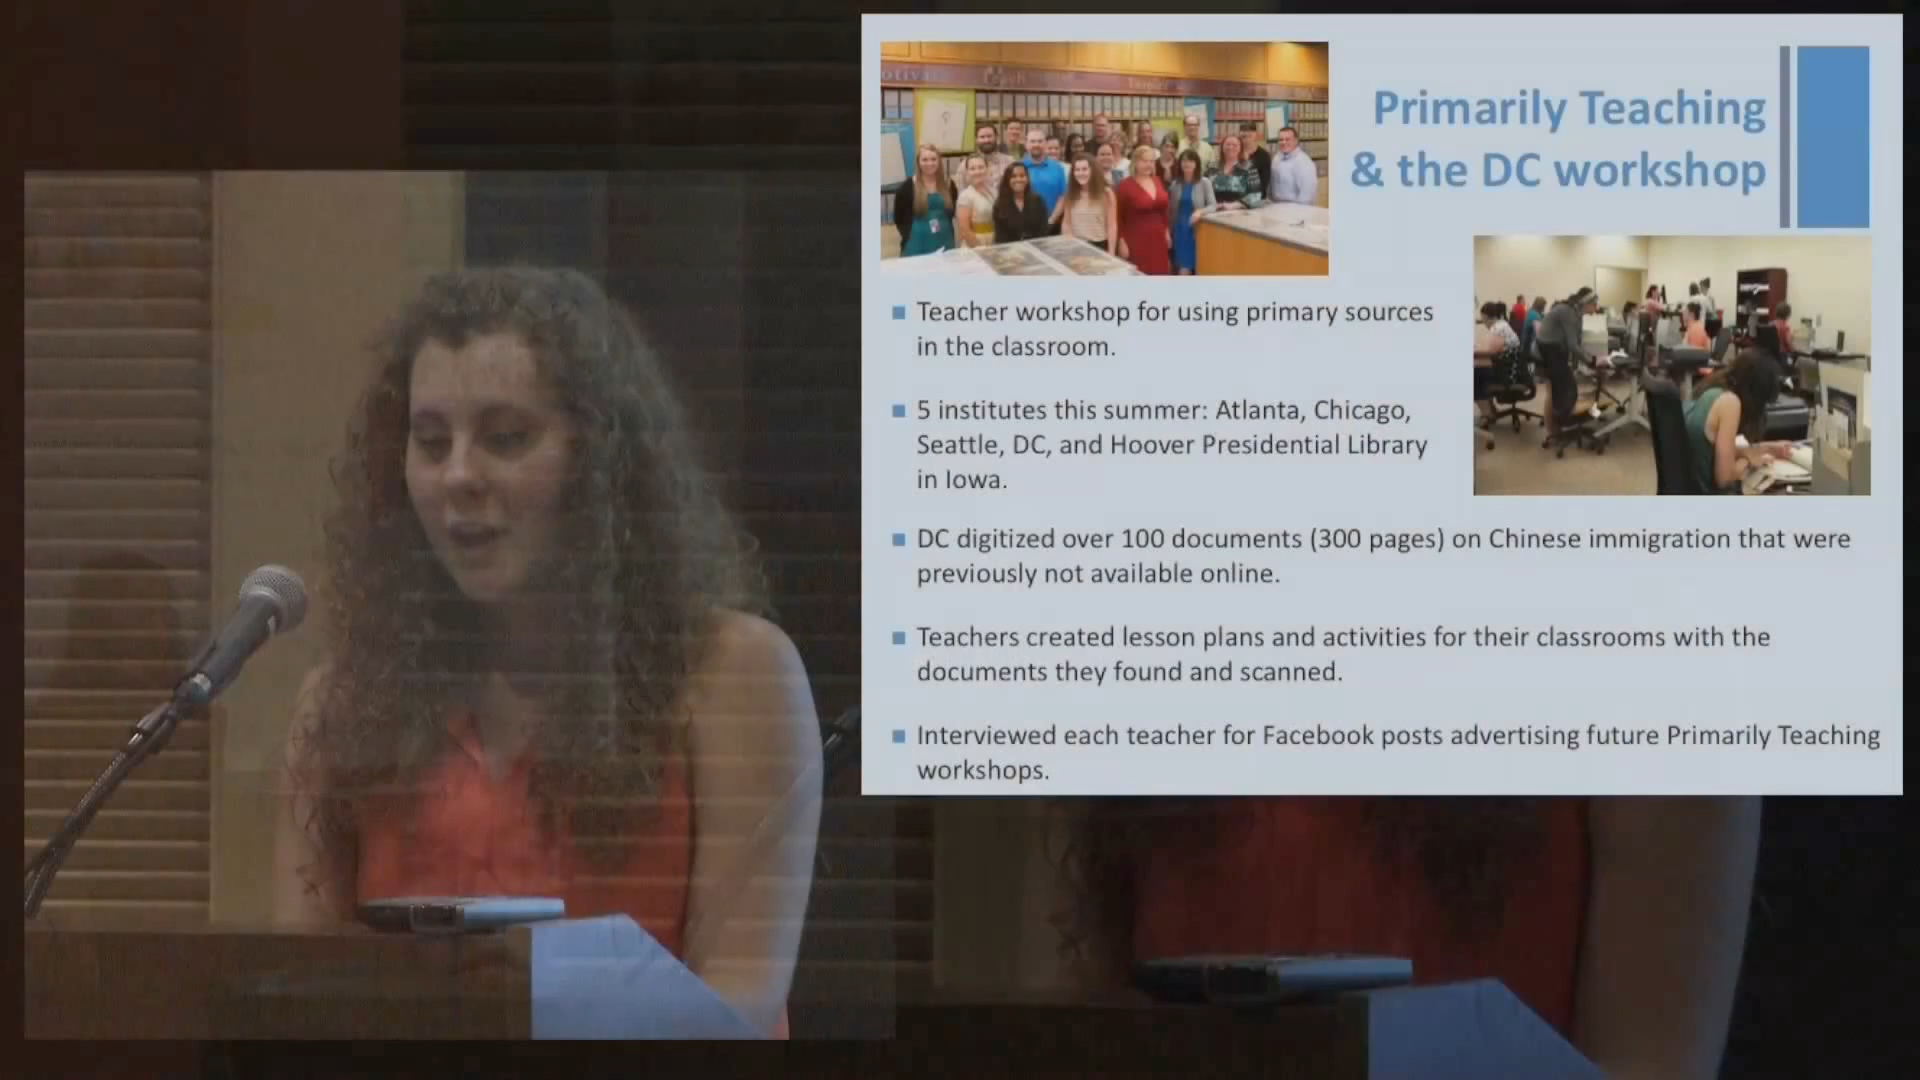 Primarily Teaching
& the DC workshop
Teacher workshop for using primary sources
in the classroom.
5 institutes this summer: Atlanta, Chicago,
Seattle, DC, and Hoover Presidential Library
in Iowa.
DC digitized over 100 documents (300 pages) on Chinese immigration that were
previously not available online.
Teachers created lesson plans and activities for their classrooms with the
documents they found and scanned.
Interviewed each teacher for Facebook posts advertising future Primarily Teaching
workshops.